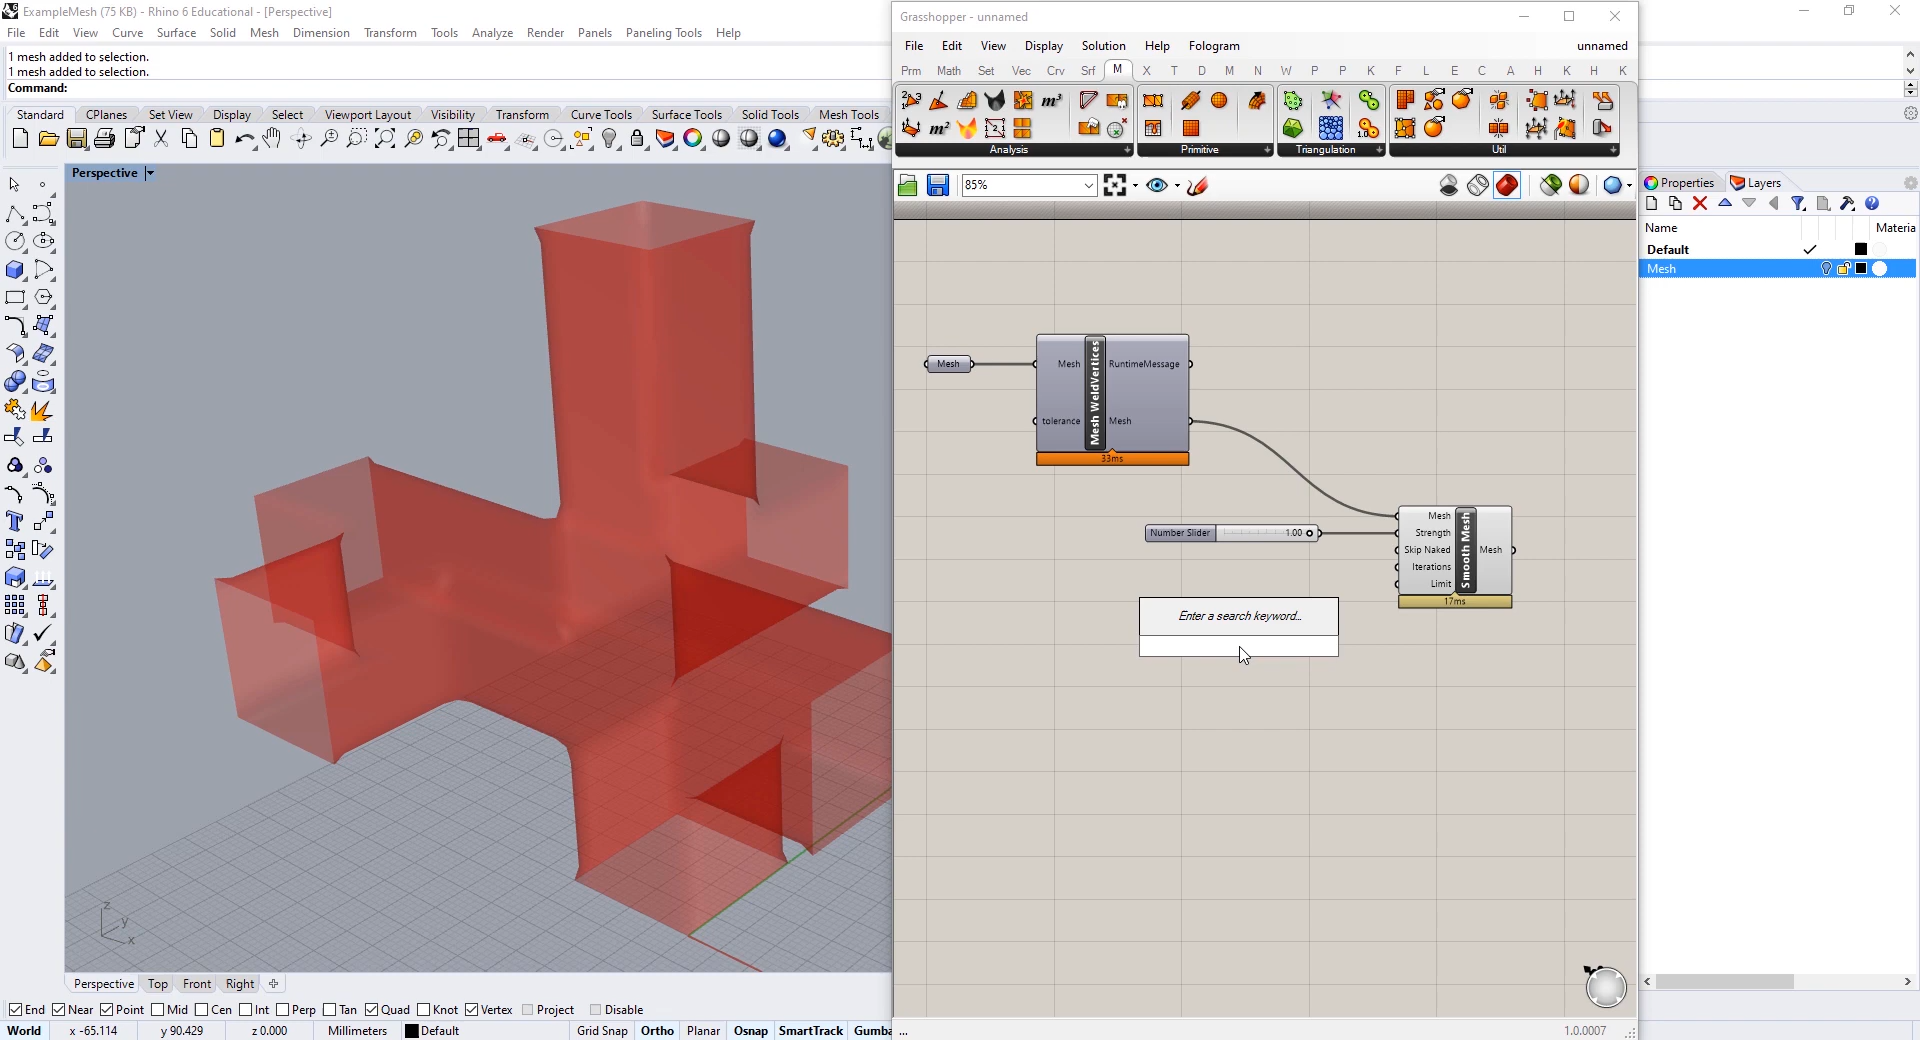 ExampleMesh (75 KB) - Rhino 6 Educational - [Perspective]
File Edit View Curve Surface Solid Mesh Dimension Transform Tools Analyze Render Panels Paneling Tools Help
1 mesh added to selection.
1 mesh added to selection.
Command:
Standard CPlanes Set View Display Select Viewport Layout Visibility Transform Curve Tools Surface Tools Solid Tools Mesh Tools
Perspective
z
y
x
Perspective Top Front Right
End Near Point Mid Cen Int Perp Tan Quad Knot Vertex Project Disable
World x -65.114 y 90.429 z 0.000 Millimeters Default Grid Snap Ortho Planar Osnap SmartTrack Gumba
Grasshopper - unnamed
File Edit View Display Solution Help Fologram unnamed
Prm Math Set Vec Crv Srf M X T D M N W P P K F L E C A H K H K
Analysis Primitive Triangulation Util
85%
Mesh
Mesh RuntimeMessage
tolerance Mesh
Mesh WeldVertices
33ms
Number Slider 1.00
Mesh
Strength
Skip Naked Mesh
Iterations
Limit
Smooth Mesh
17ms
Enter a search keyword...
... 1.0.0007
Properties Layers
Name Materia
Default
Mesh